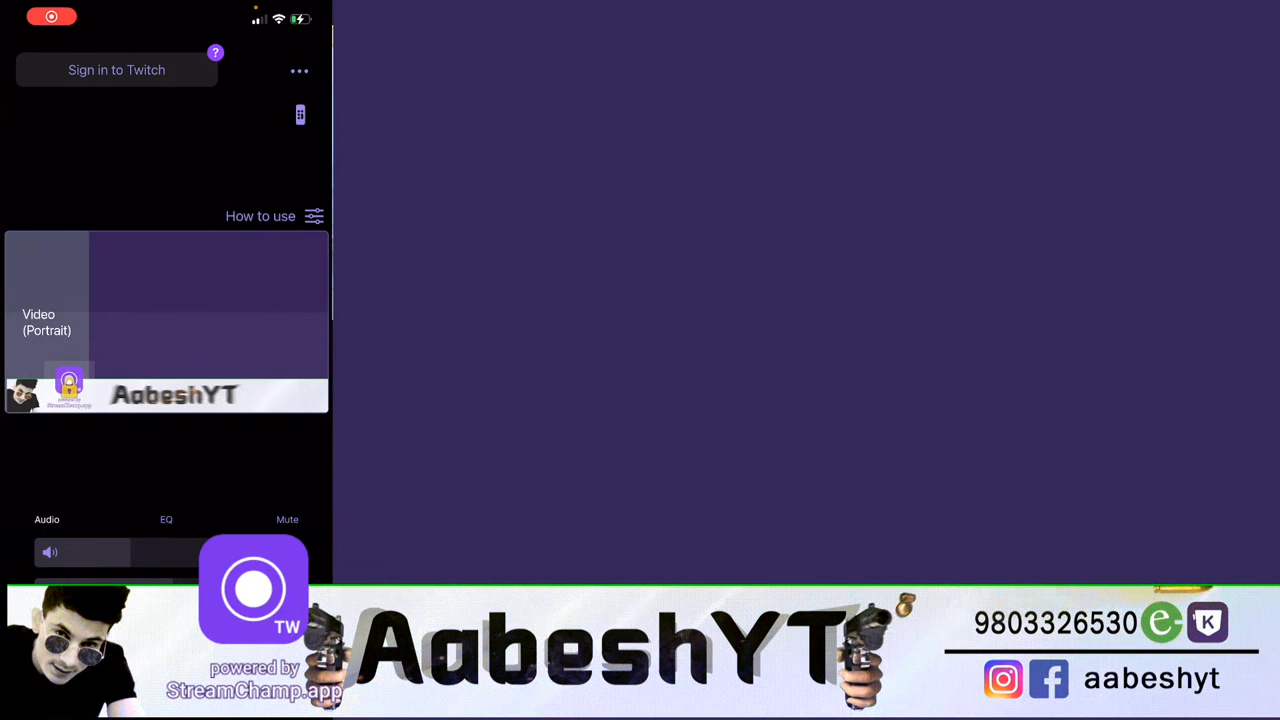 Sign in to Twitch
?
How to use
Video
(Portrait)
AabeshYT
Audio
EQ
Mute
TW
powered by
StreamChamp.app
AabeshYT
9803326530
e
K
aabeshyt